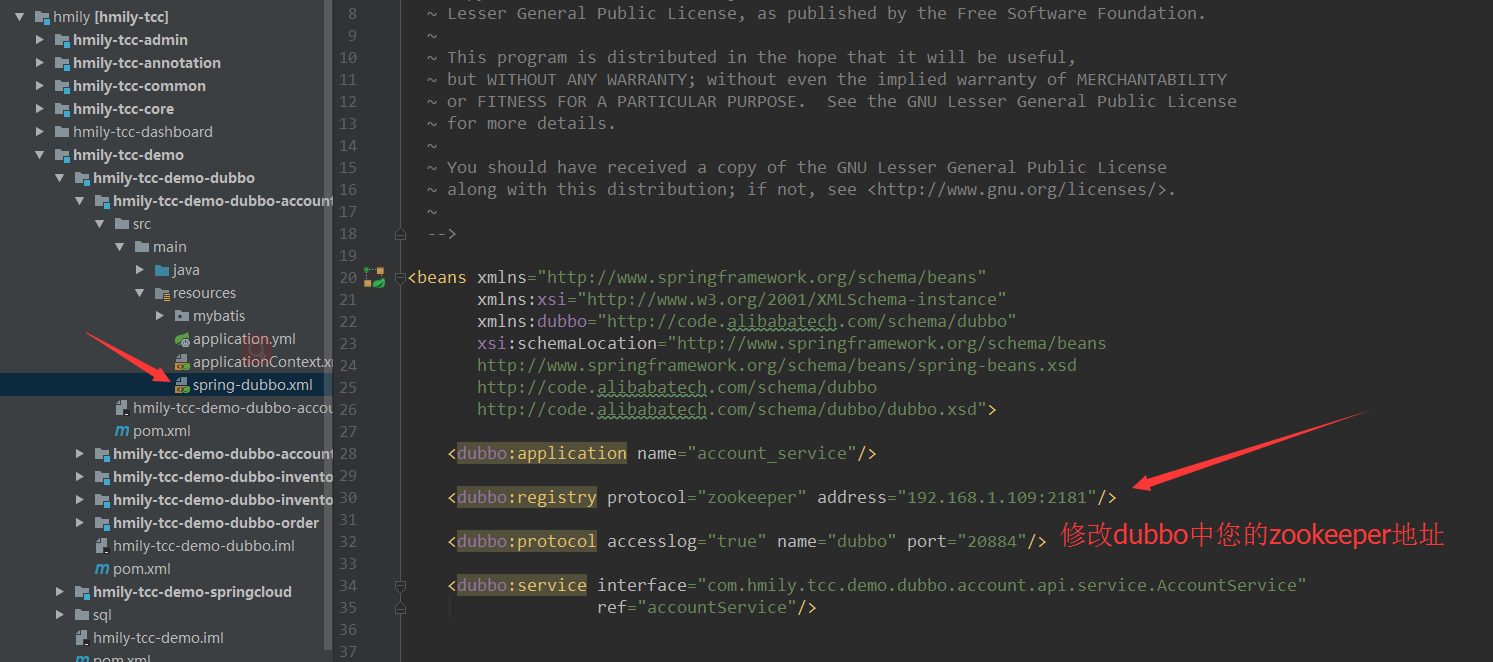 hmily [hmily-tcc]
hmily-tcc-admin
hmily-tcc-annotation
hmily-tcc-common
hmily-tcc-core
hmily-tcc-dashboard
hmily-tcc-demo
hmily-tcc-demo-dubbo
hmily-tcc-demo-dubbo-account
src
main
java
resources
mybatis
application.yml
applicationContext.x
spring-dubbo.xml
hmily-tcc-demo-dubbo-accou
pom.xml
hmily-tcc-demo-dubbo-account
hmily-tcc-demo-dubbo-invento
hmily-tcc-demo-dubbo-invento
hmily-tcc-demo-dubbo-order
hmily-tcc-demo-dubbo.iml
pom.xml
hmily-tcc-demo-springcloud
sql
hmily-tcc-demo.iml
pom.xml
8 ~ Lesser General Public License, as published by the Free Software Foundation.
9 ~
10 ~ This program is distributed in the hope that it will be useful,
11 ~ but WITHOUT ANY WARRANTY; without even the implied warranty of MERCHANTABILITY
12 ~ or FITNESS FOR A PARTICULAR PURPOSE.  See the GNU Lesser General Public License
13 ~ for more details.
14 ~
15 ~ You should have received a copy of the GNU Lesser General Public License
16 ~ along with this distribution; if not, see <http://www.gnu.org/licenses/>.
17 ~
18 -->
19
20 <beans xmlns="http://www.springframework.org/schema/beans"
21 xmlns:xsi="http://www.w3.org/2001/XMLSchema-instance"
22 xmlns:dubbo="http://code.alibabatech.com/schema/dubbo"
23 xsi:schemaLocation="http://www.springframework.org/schema/beans
24 http://www.springframework.org/schema/beans/spring-beans.xsd
25 http://code.alibabatech.com/schema/dubbo
26 http://code.alibabatech.com/schema/dubbo/dubbo.xsd">
27
28 <dubbo:application name="account_service"/>
29
30 <dubbo:registry protocol="zookeeper" address="192.168.1.109:2181"/>
31
32 <dubbo:protocol accesslog="true" name="dubbo" port="20884"/>
修改dubbo中您的zookeeper地址
33
34 <dubbo:service interface="com.hmily.tcc.demo.dubbo.account.api.service.AccountService"
35 ref="accountService"/>
36
37